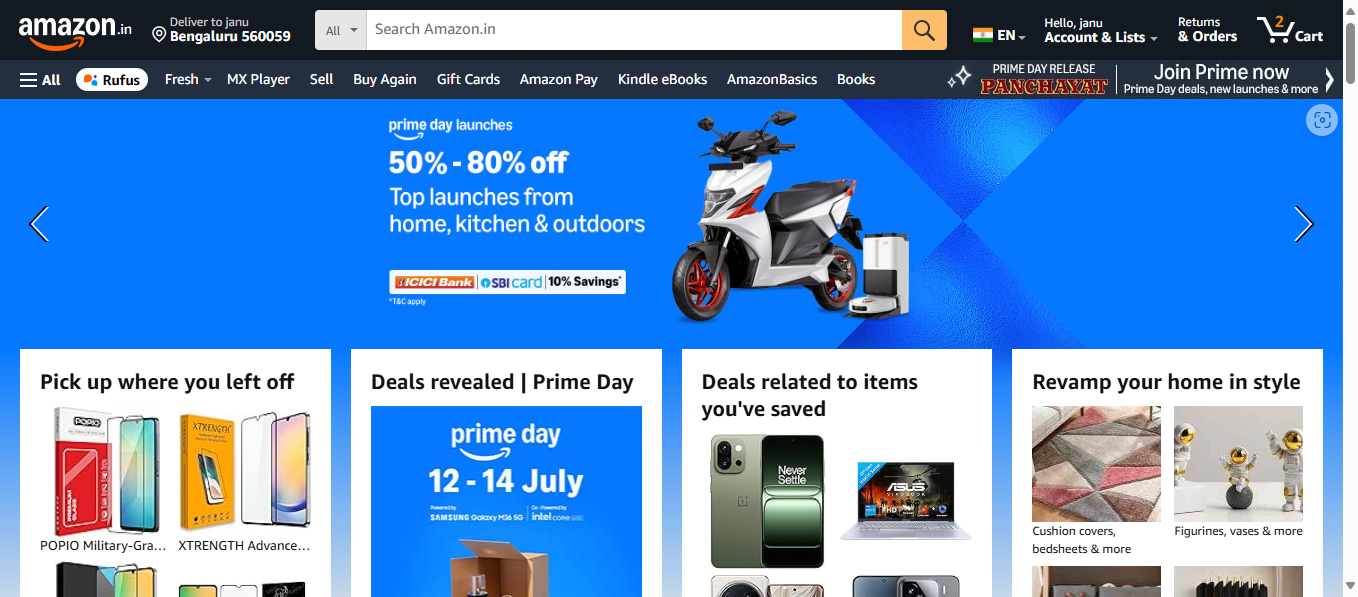 amazon.in
Deliver to janu
Bengaluru 560059
All
Search Amazon.in
EN
Hello, janu
Account & Lists
Returns
& Orders
2
Cart
All
Rufus
Fresh
MX Player
Sell
Buy Again
Gift Cards
Amazon Pay
Kindle eBooks
AmazonBasics
Books
PRIME DAY RELEASE
PANCHAYAT
Join Prime now
Prime Day deals, new launches & more
prime day launches
50% - 80% off
Top launches from
home, kitchen & outdoors
ICICI Bank SBI card 10% Savings*
*T&C apply
Pick up where you left off
POPIO
XTRENGTH
POPIO Military-Gra...
XTRENGTH Advance...
Deals revealed | Prime Day
prime day
12 - 14 July
Powered by
SAMSUNG Galaxy M36 5G
Co-Powered by
intel core
Deals related to items
you've saved
Never
Settle
ASUS
VIVOBOOK
Revamp your home in style
Cushion covers,
bedsheets & more
Figurines, vases & more